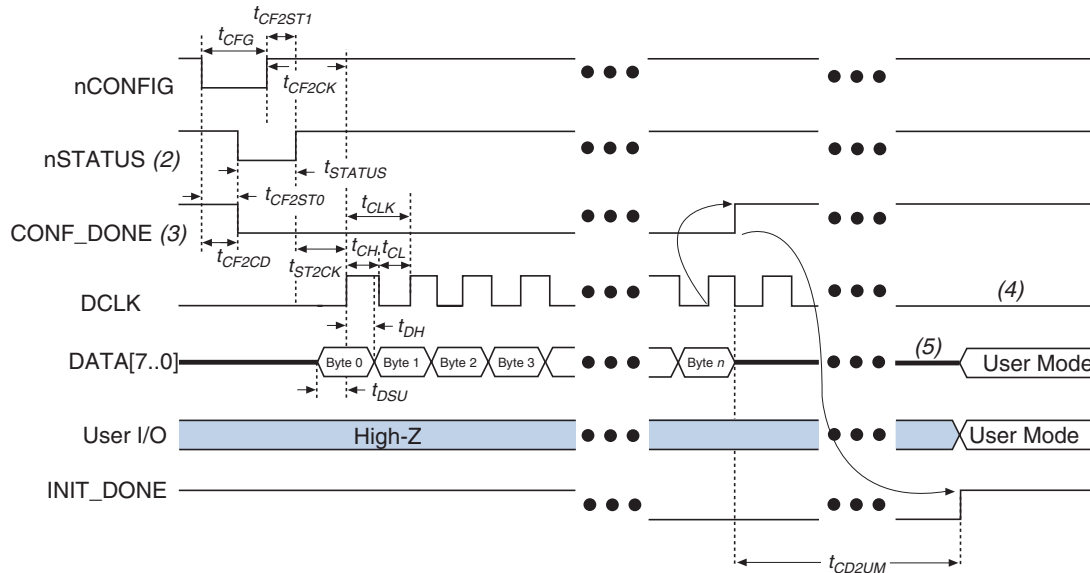 tCF2ST1
tCFG
nCONFIG
tCF2CK
nSTATUS (2)
tSTATUS
tCF2ST0
tCLK
CONF_DONE (3)
tCF2CD
tST2CK
tCH
tCL
DCLK
(4)
tDH
DATA[7..0]
Byte 0
Byte 1
Byte 2
Byte 3
Byte n
(5)
User Mode
tDSU
User I/O
High-Z
User Mode
INIT_DONE
tCD2UM